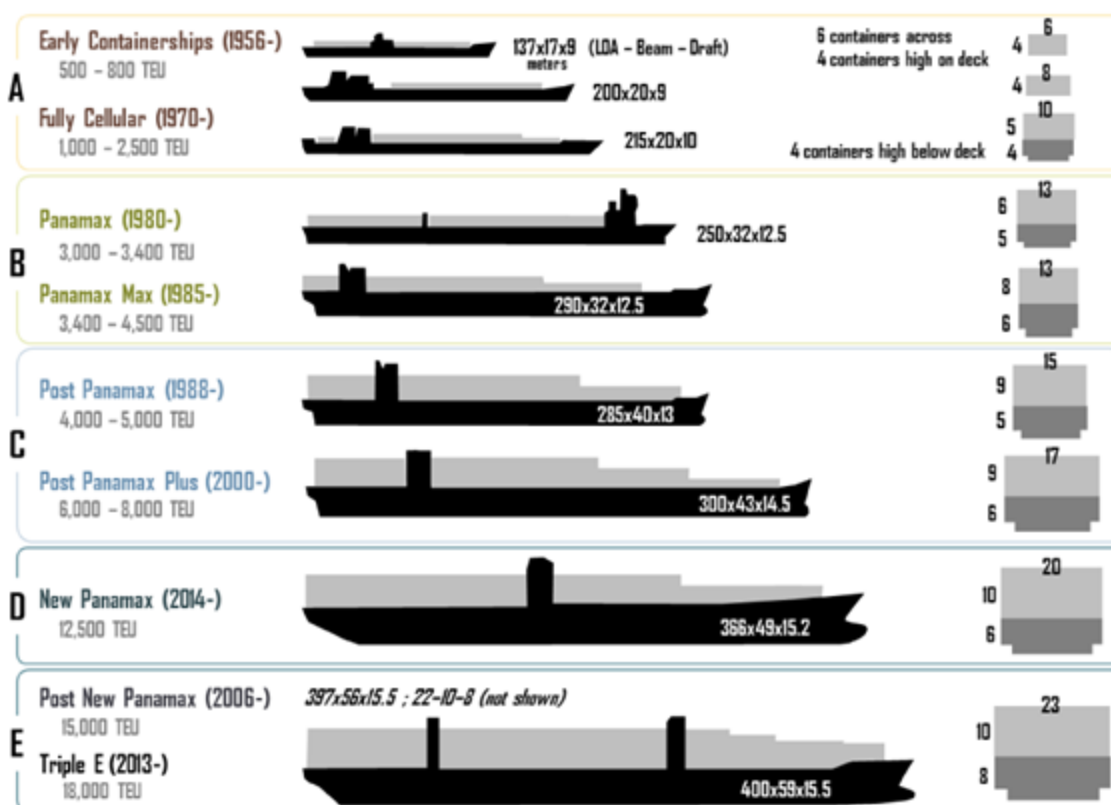 A
Early Containerships (1956-)
500 – 800 TEU
137x17x9 (LOA – Beam – Draft)
meters
6 containers across
4 containers high on deck
6
4
200x20x9
8
4
Fully Cellular (1970-)
1,000 – 2,500 TEU
215x20x10
4 containers high below deck
10
5
4
B
Panamax (1980-)
3,000 – 3,400 TEU
250x32x12.5
13
6
5
Panamax Max (1985-)
3,400 – 4,500 TEU
290x32x12.5
13
8
6
C
Post Panamax (1988-)
4,000 – 5,000 TEU
285x40x13
15
9
5
Post Panamax Plus (2000-)
6,000 – 8,000 TEU
300x43x14.5
17
9
6
D
New Panamax (2014-)
12,500 TEU
366x49x15.2
20
10
6
E
Post New Panamax (2006-)
15,000 TEU
397x56x15.5 ; 22-10-8 (not shown)
Triple E (2013-)
18,000 TEU
400x59x15.5
23
10
8